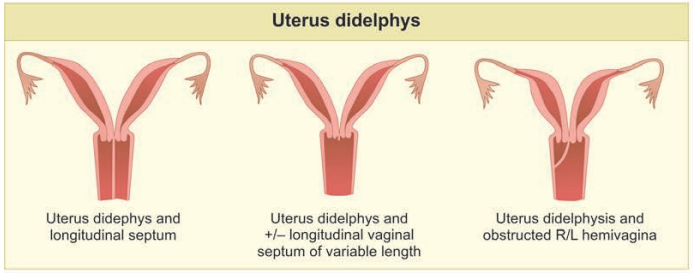 Uterus didelphys
Uterus didephys and
longitudinal septum
Uterus didelphys and
+/– longitudinal vaginal
septum of variable length
Uterus didelphysis and
obstructed R/L hemivagina